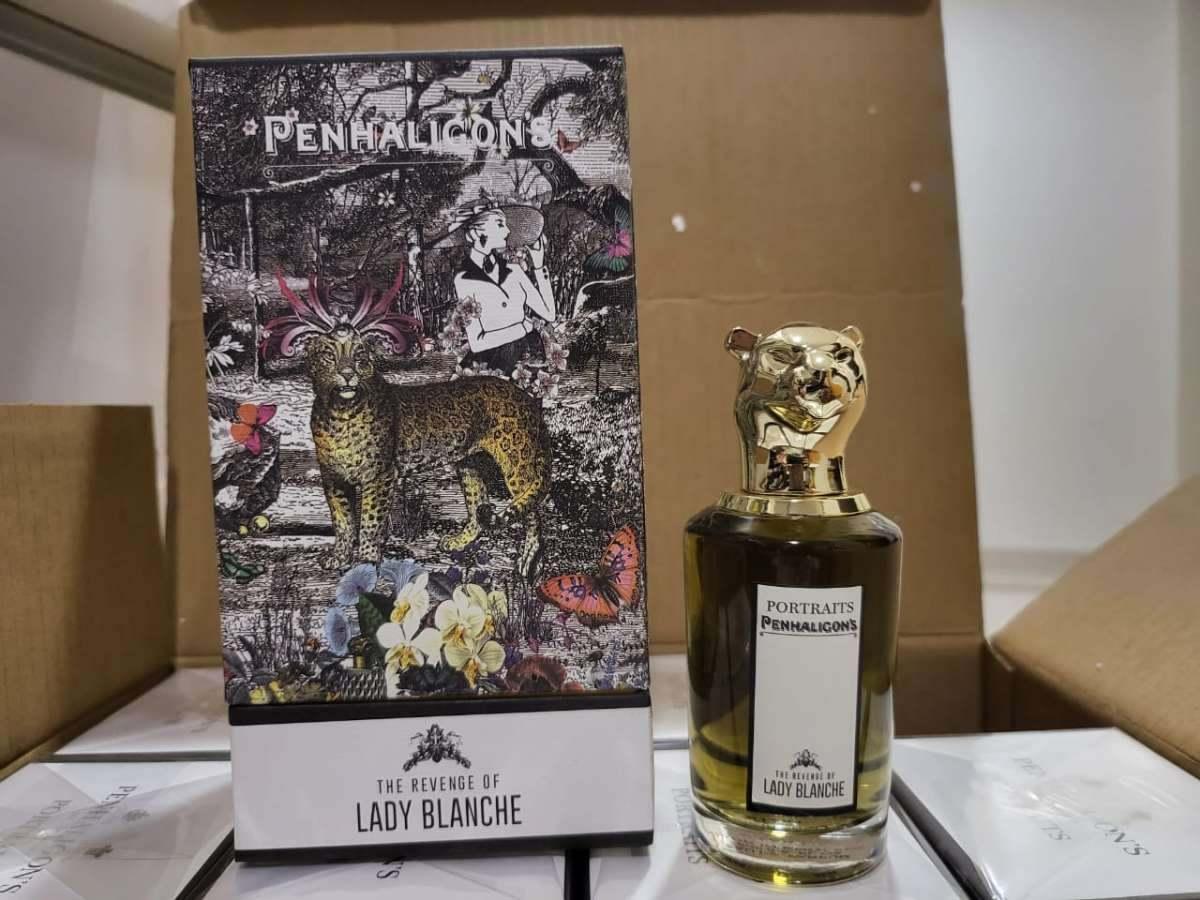 PENHALIGON'S
THE REVENGE OF
LADY BLANCHE
PORTRAITS
PENHALIGON'S
THE REVENGE OF
LADY BLANCHE